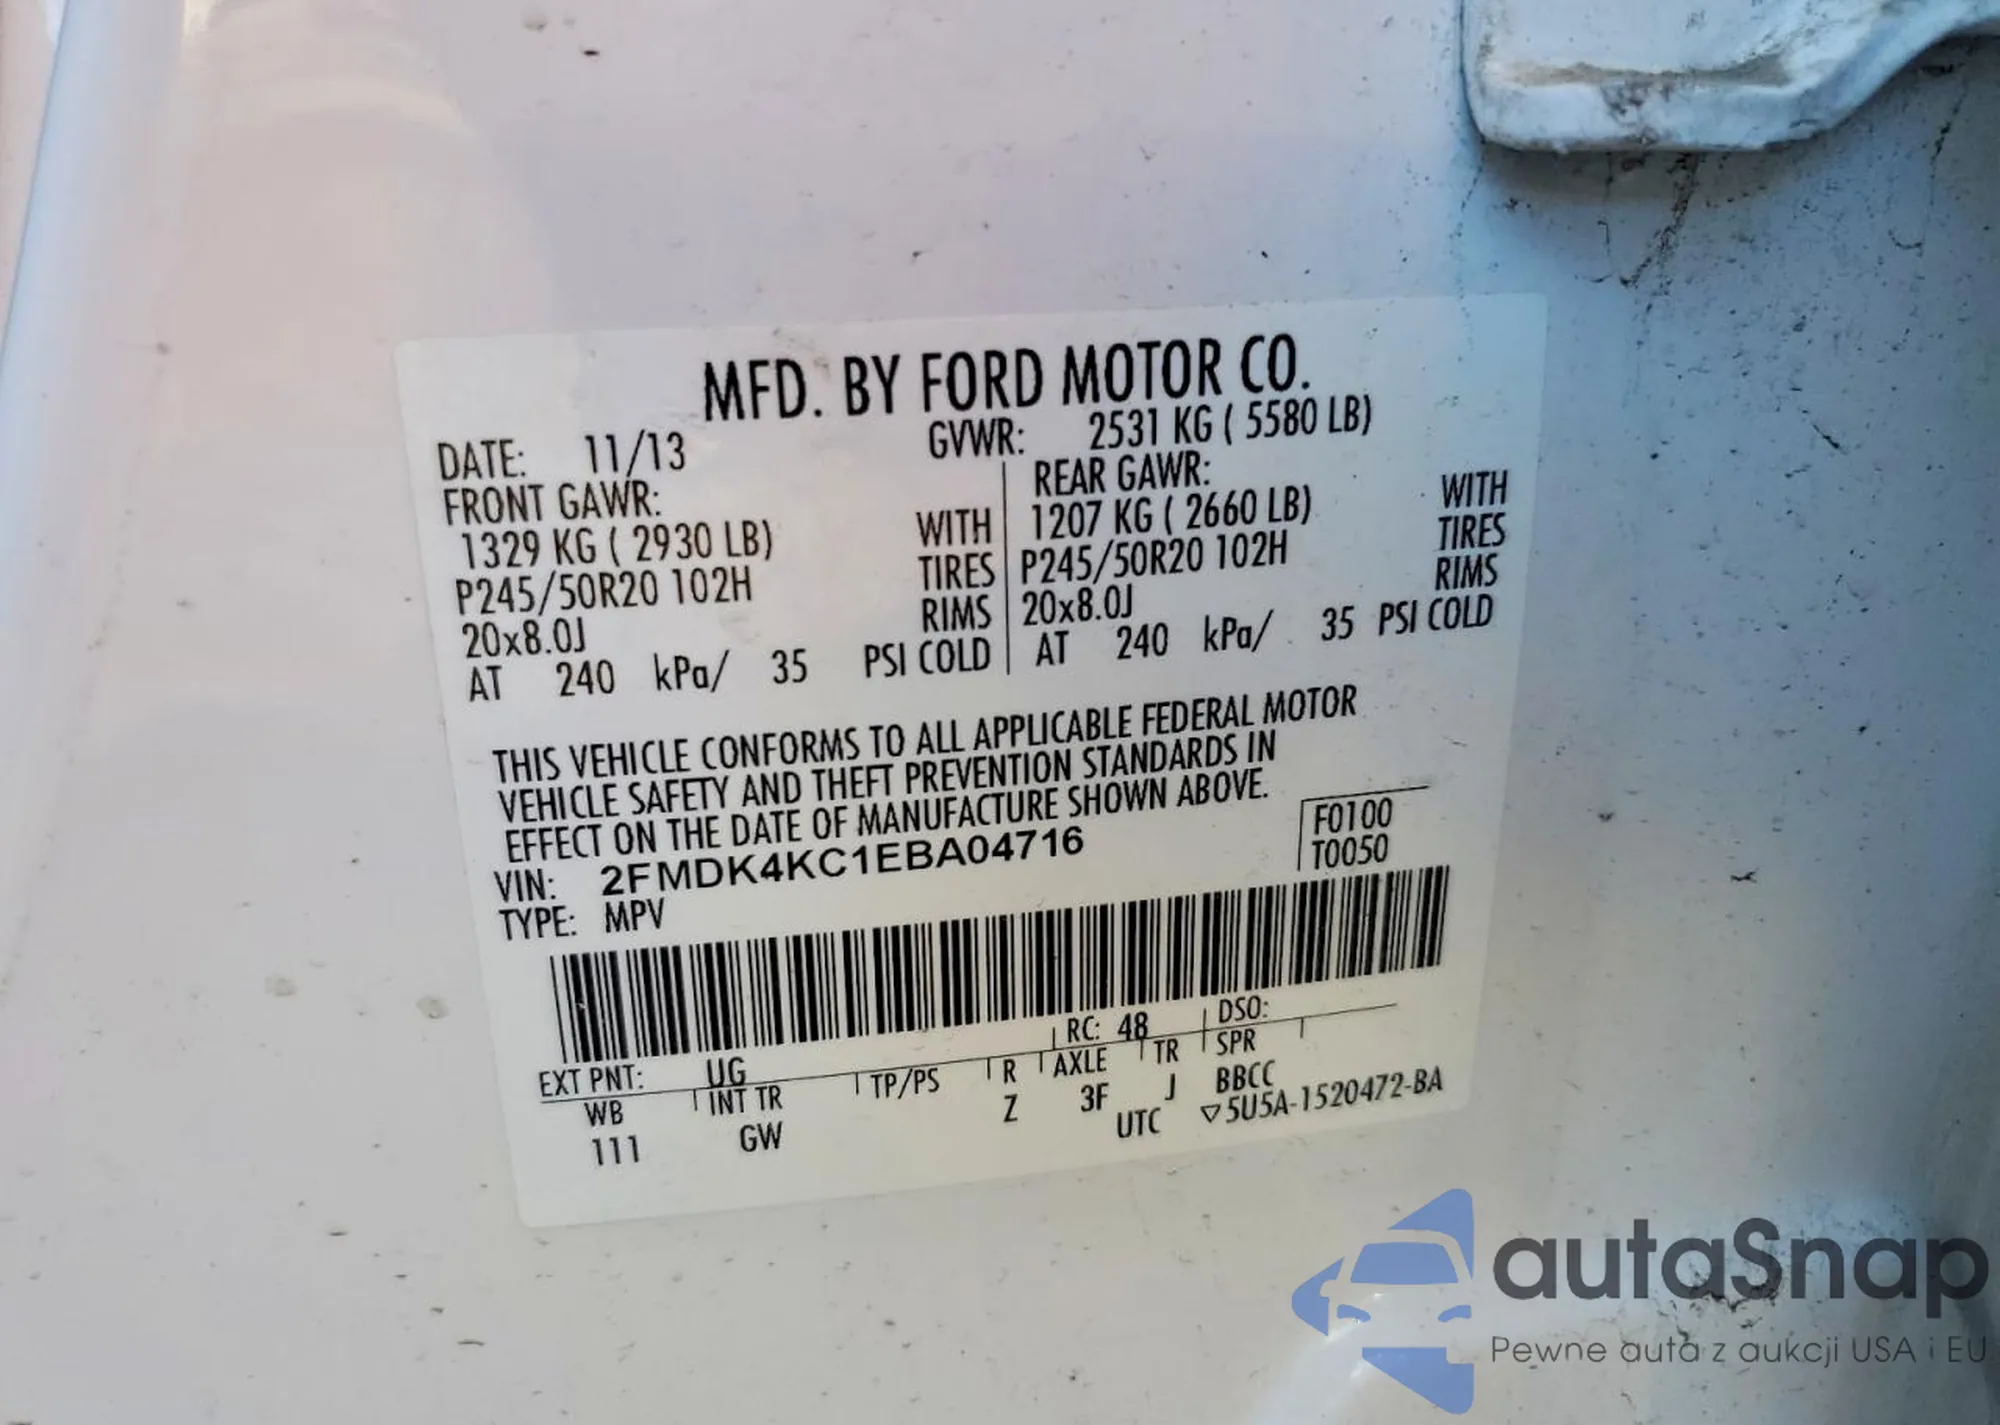 MFD. BY FORD MOTOR CO.
DATE: 11/13 GVWR: 2531 KG ( 5580 LB)
FRONT GAWR: REAR GAWR:
1329 KG ( 2930 LB) WITH 1207 KG ( 2660 LB) WITH
P245/50R20 102H TIRES P245/50R20 102H TIRES
20x8.0J RIMS 20x8.0J RIMS
AT 240 kPa/ 35 PSI COLD AT 240 kPa/ 35 PSI COLD
THIS VEHICLE CONFORMS TO ALL APPLICABLE FEDERAL MOTOR
VEHICLE SAFETY AND THEFT PREVENTION STANDARDS IN
EFFECT ON THE DATE OF MANUFACTURE SHOWN ABOVE.
VIN: 2FMDK4KC1EBA04716
TYPE: MPV
F0100
T0050
EXT PNT: UG RC: 48 DSO:
WB INT TR TP/PS R AXLE TR SPR
111 GW Z 3F J BBCC
UTC ▽5U5A-1520472-BA
autaSnap
Pewne auta z aukcji USA i EU